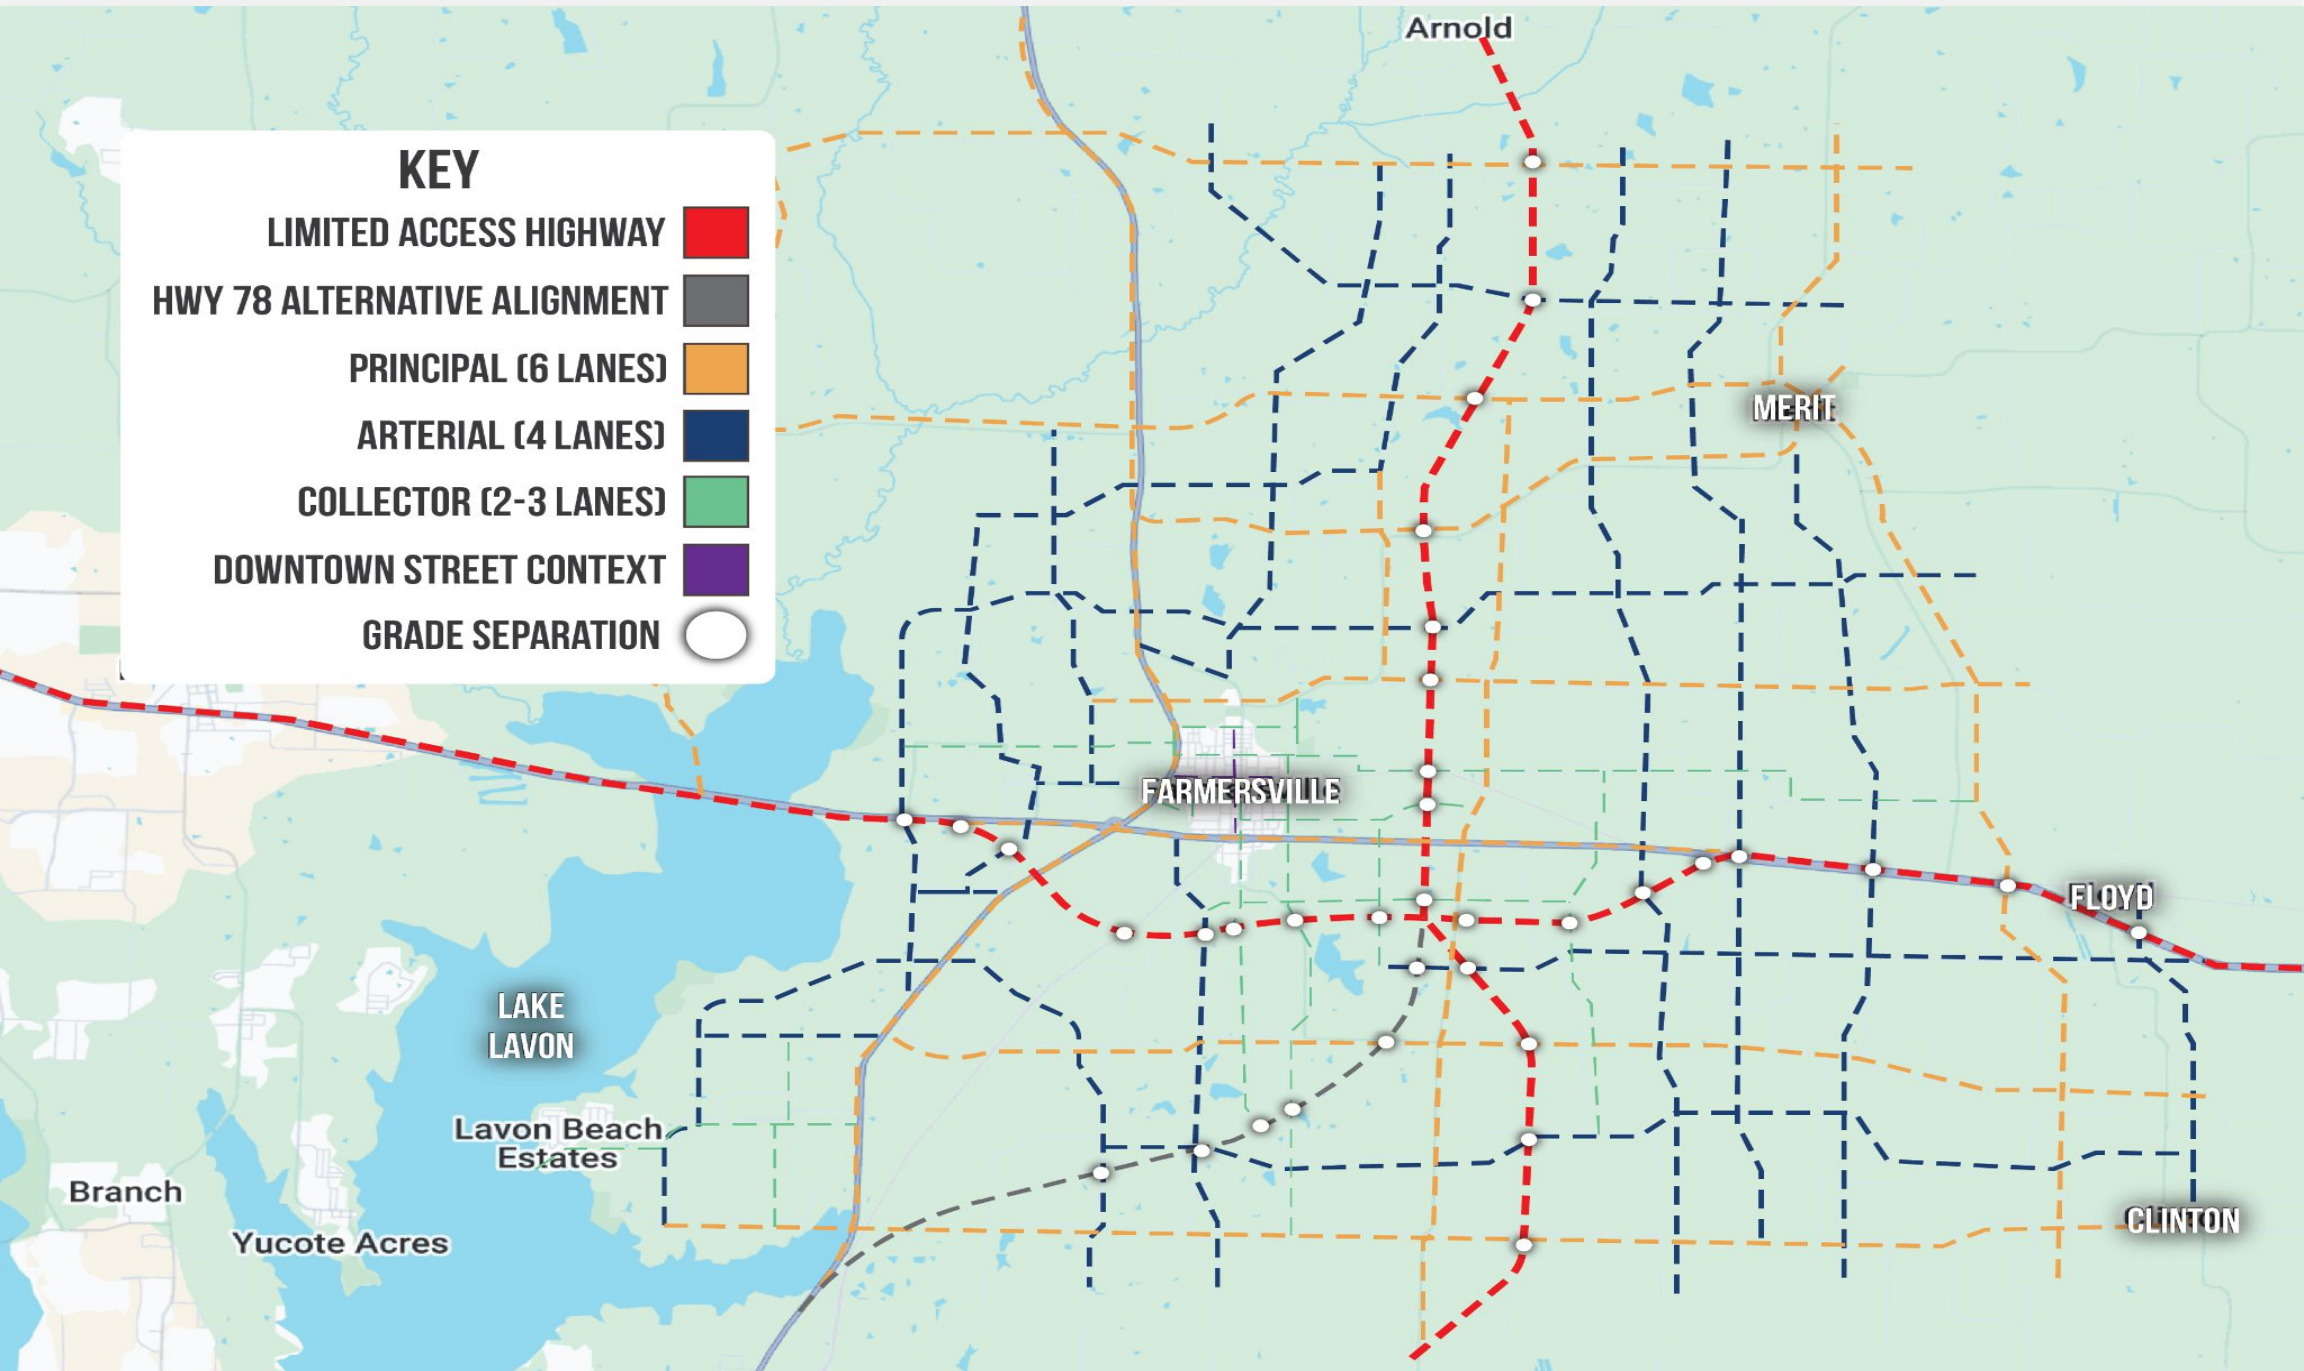 Arnold
KEY
LIMITED ACCESS HIGHWAY
HWY 78 ALTERNATIVE ALIGNMENT
PRINCIPAL (6 LANES)
ARTERIAL (4 LANES)
COLLECTOR (2-3 LANES)
DOWNTOWN STREET CONTEXT
GRADE SEPARATION
MERIT
FARMERSVILLE
FLOYD
LAKE
LAVON
Lavon Beach
Estates
Branch
Yucote Acres
CLINTON